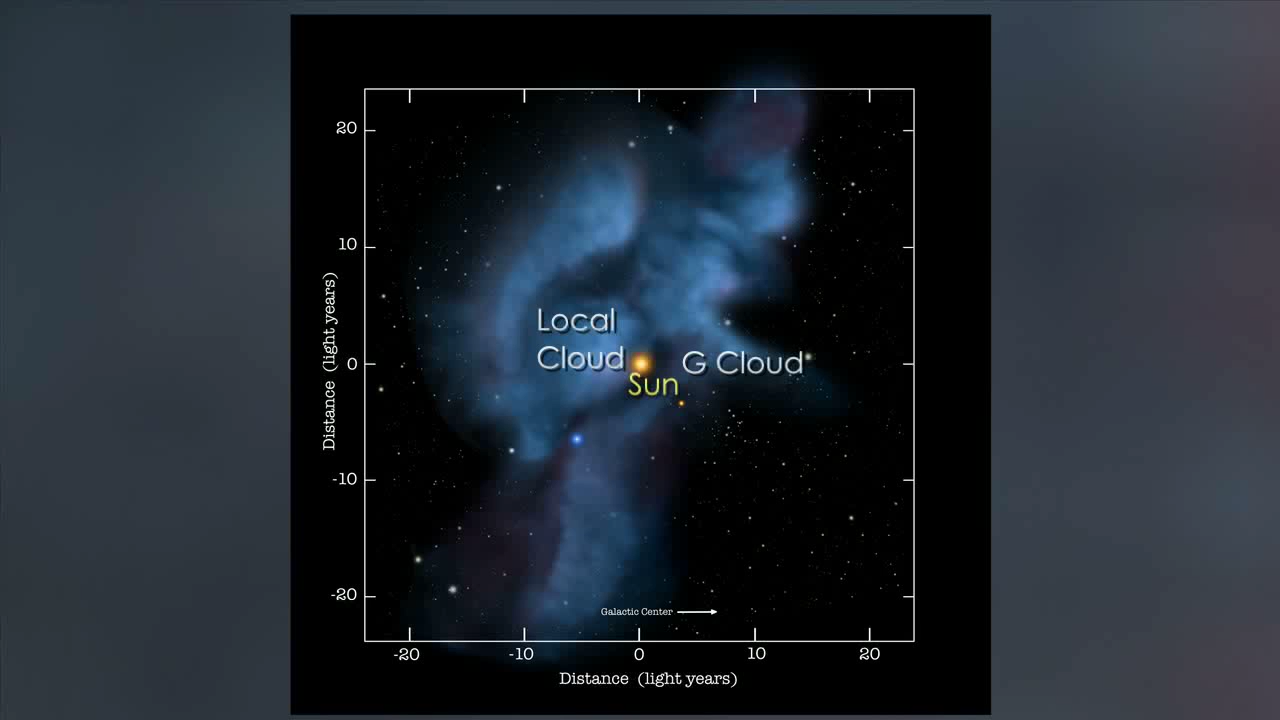 20
10
0
-10
-20
Distance (light years)
Local
Cloud
Sun
G Cloud
Galactic Center
-20
-10
0
10
20
Distance (light years)